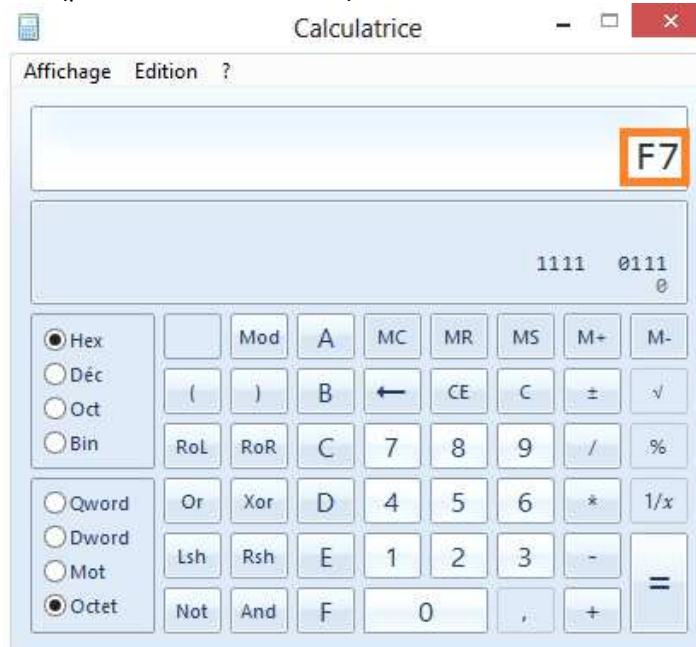 Calculatrice
Affichage Edition ?
F7
1111 0111
0
Hex Mod A MC MR MS M+ M-
Déc
( ) B ← CE C ± √
Oct
Bin RoL RoR C 7 8 9 / %
Qword Or Xor D 4 5 6 * 1/x
Dword
Lsh Rsh E 1 2 3 - =
Mot
Octet Not And F 0 , +